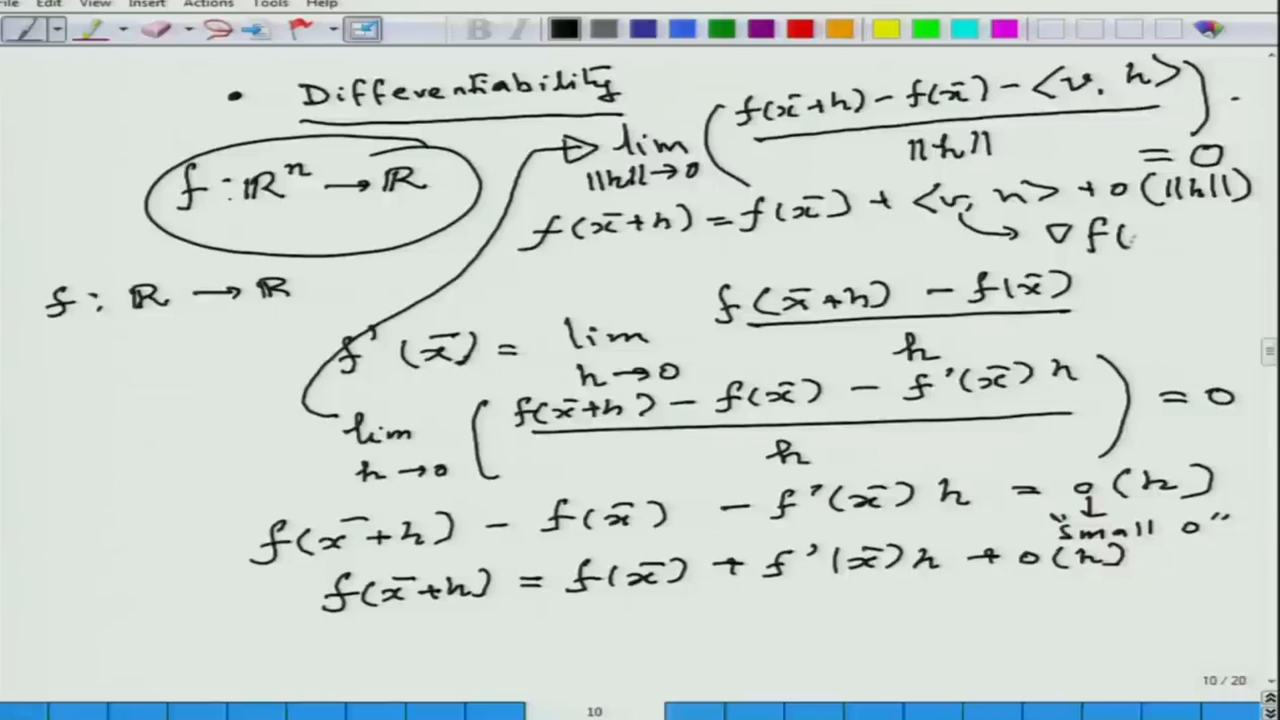 File Edit View Insert Actions Tools Help
• Differentiability
lim ||h||→0 ( f(x̄+h) - f(x̄) - <v, h> / ||h|| ) = 0
f : ℝⁿ → ℝ
f(x̄+h) = f(x̄) + <v, h> + o(||h||)
→ ∇f(
f : ℝ → ℝ
f'(x̄) = lim h→0 f(x̄+h) - f(x̄) / h
lim h→0 ( f(x̄+h) - f(x̄) - f'(x̄) h / h ) = 0
f(x̄+h) - f(x̄) - f'(x̄) h = o(h)
↓ "small o"
f(x̄+h) = f(x̄) + f'(x̄) h + o(h)
10 / 20
10